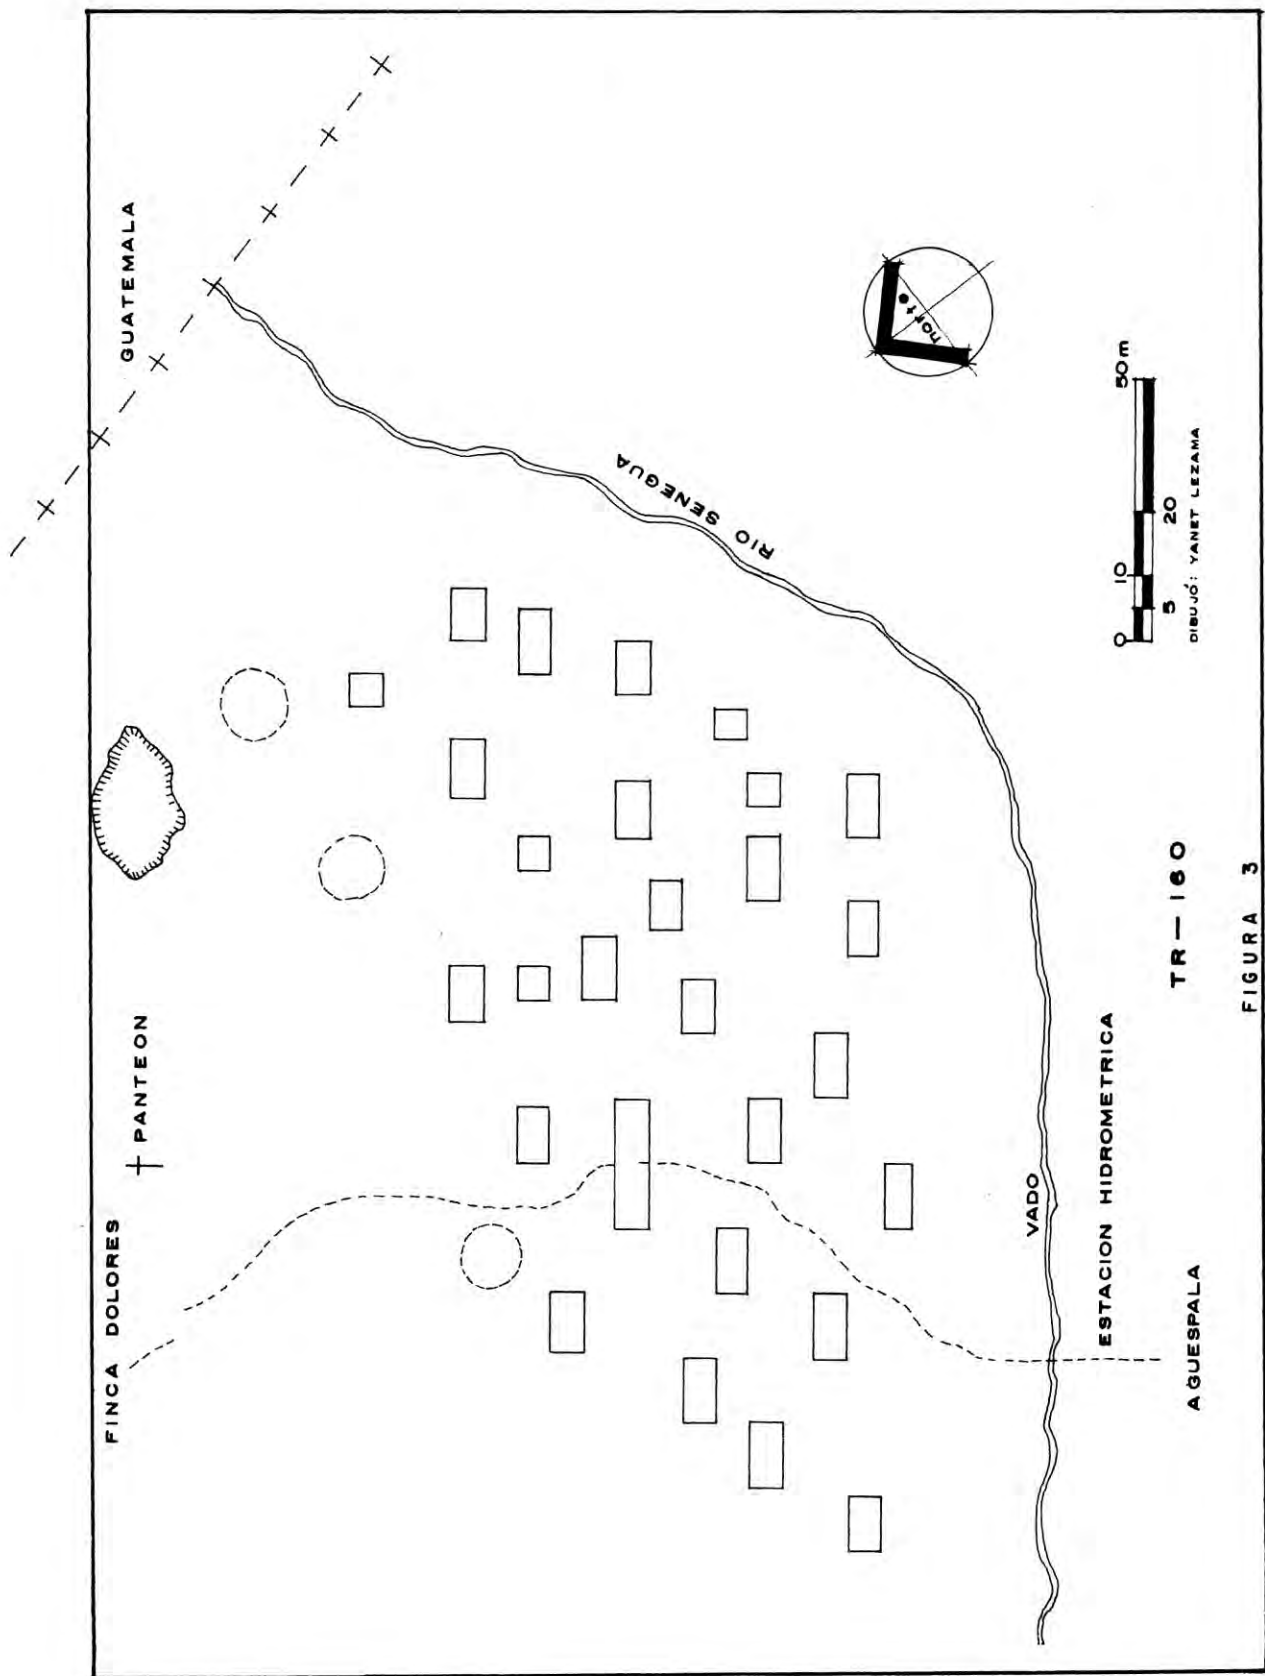 FINCA DOLORES
PANTEON
GUATEMALA
RIO SENEGUA
norte
VADO
ESTACION HIDROMETRICA
AGUESPALA
0 5 10 20 50m
DIBUJÓ: YANET LEZAMA
TR—160
FIGURA 3